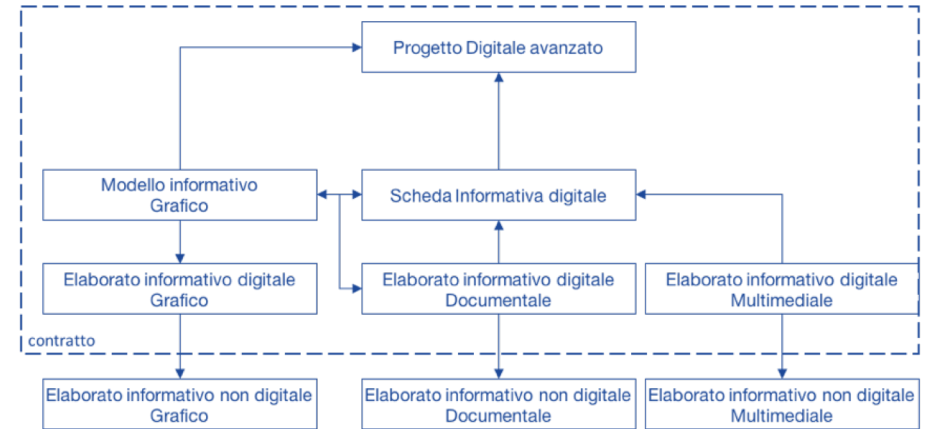 Progetto Digitale avanzato
Modello informativo
Grafico
Scheda Informativa digitale
Elaborato informativo digitale
Grafico
Elaborato informativo digitale
Documentale
Elaborato informativo digitale
Multimediale
contratto
Elaborato informativo non digitale
Grafico
Elaborato informativo non digitale
Documentale
Elaborato informativo non digitale
Multimediale